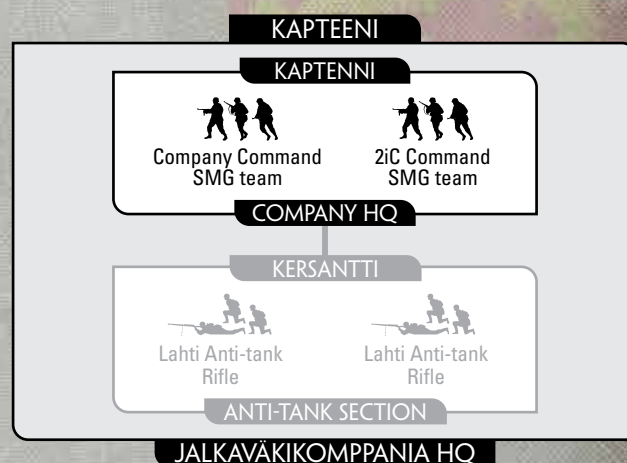 KAPTEENI
KAPTENNI
Company Command
SMG team
2iC Command
SMG team
COMPANY HQ
KERSANTTI
Lahti Anti-tank
Rifle
Lahti Anti-tank
Rifle
ANTI-TANK SECTION
JALKAVÄKIKOMPPANIA HQ